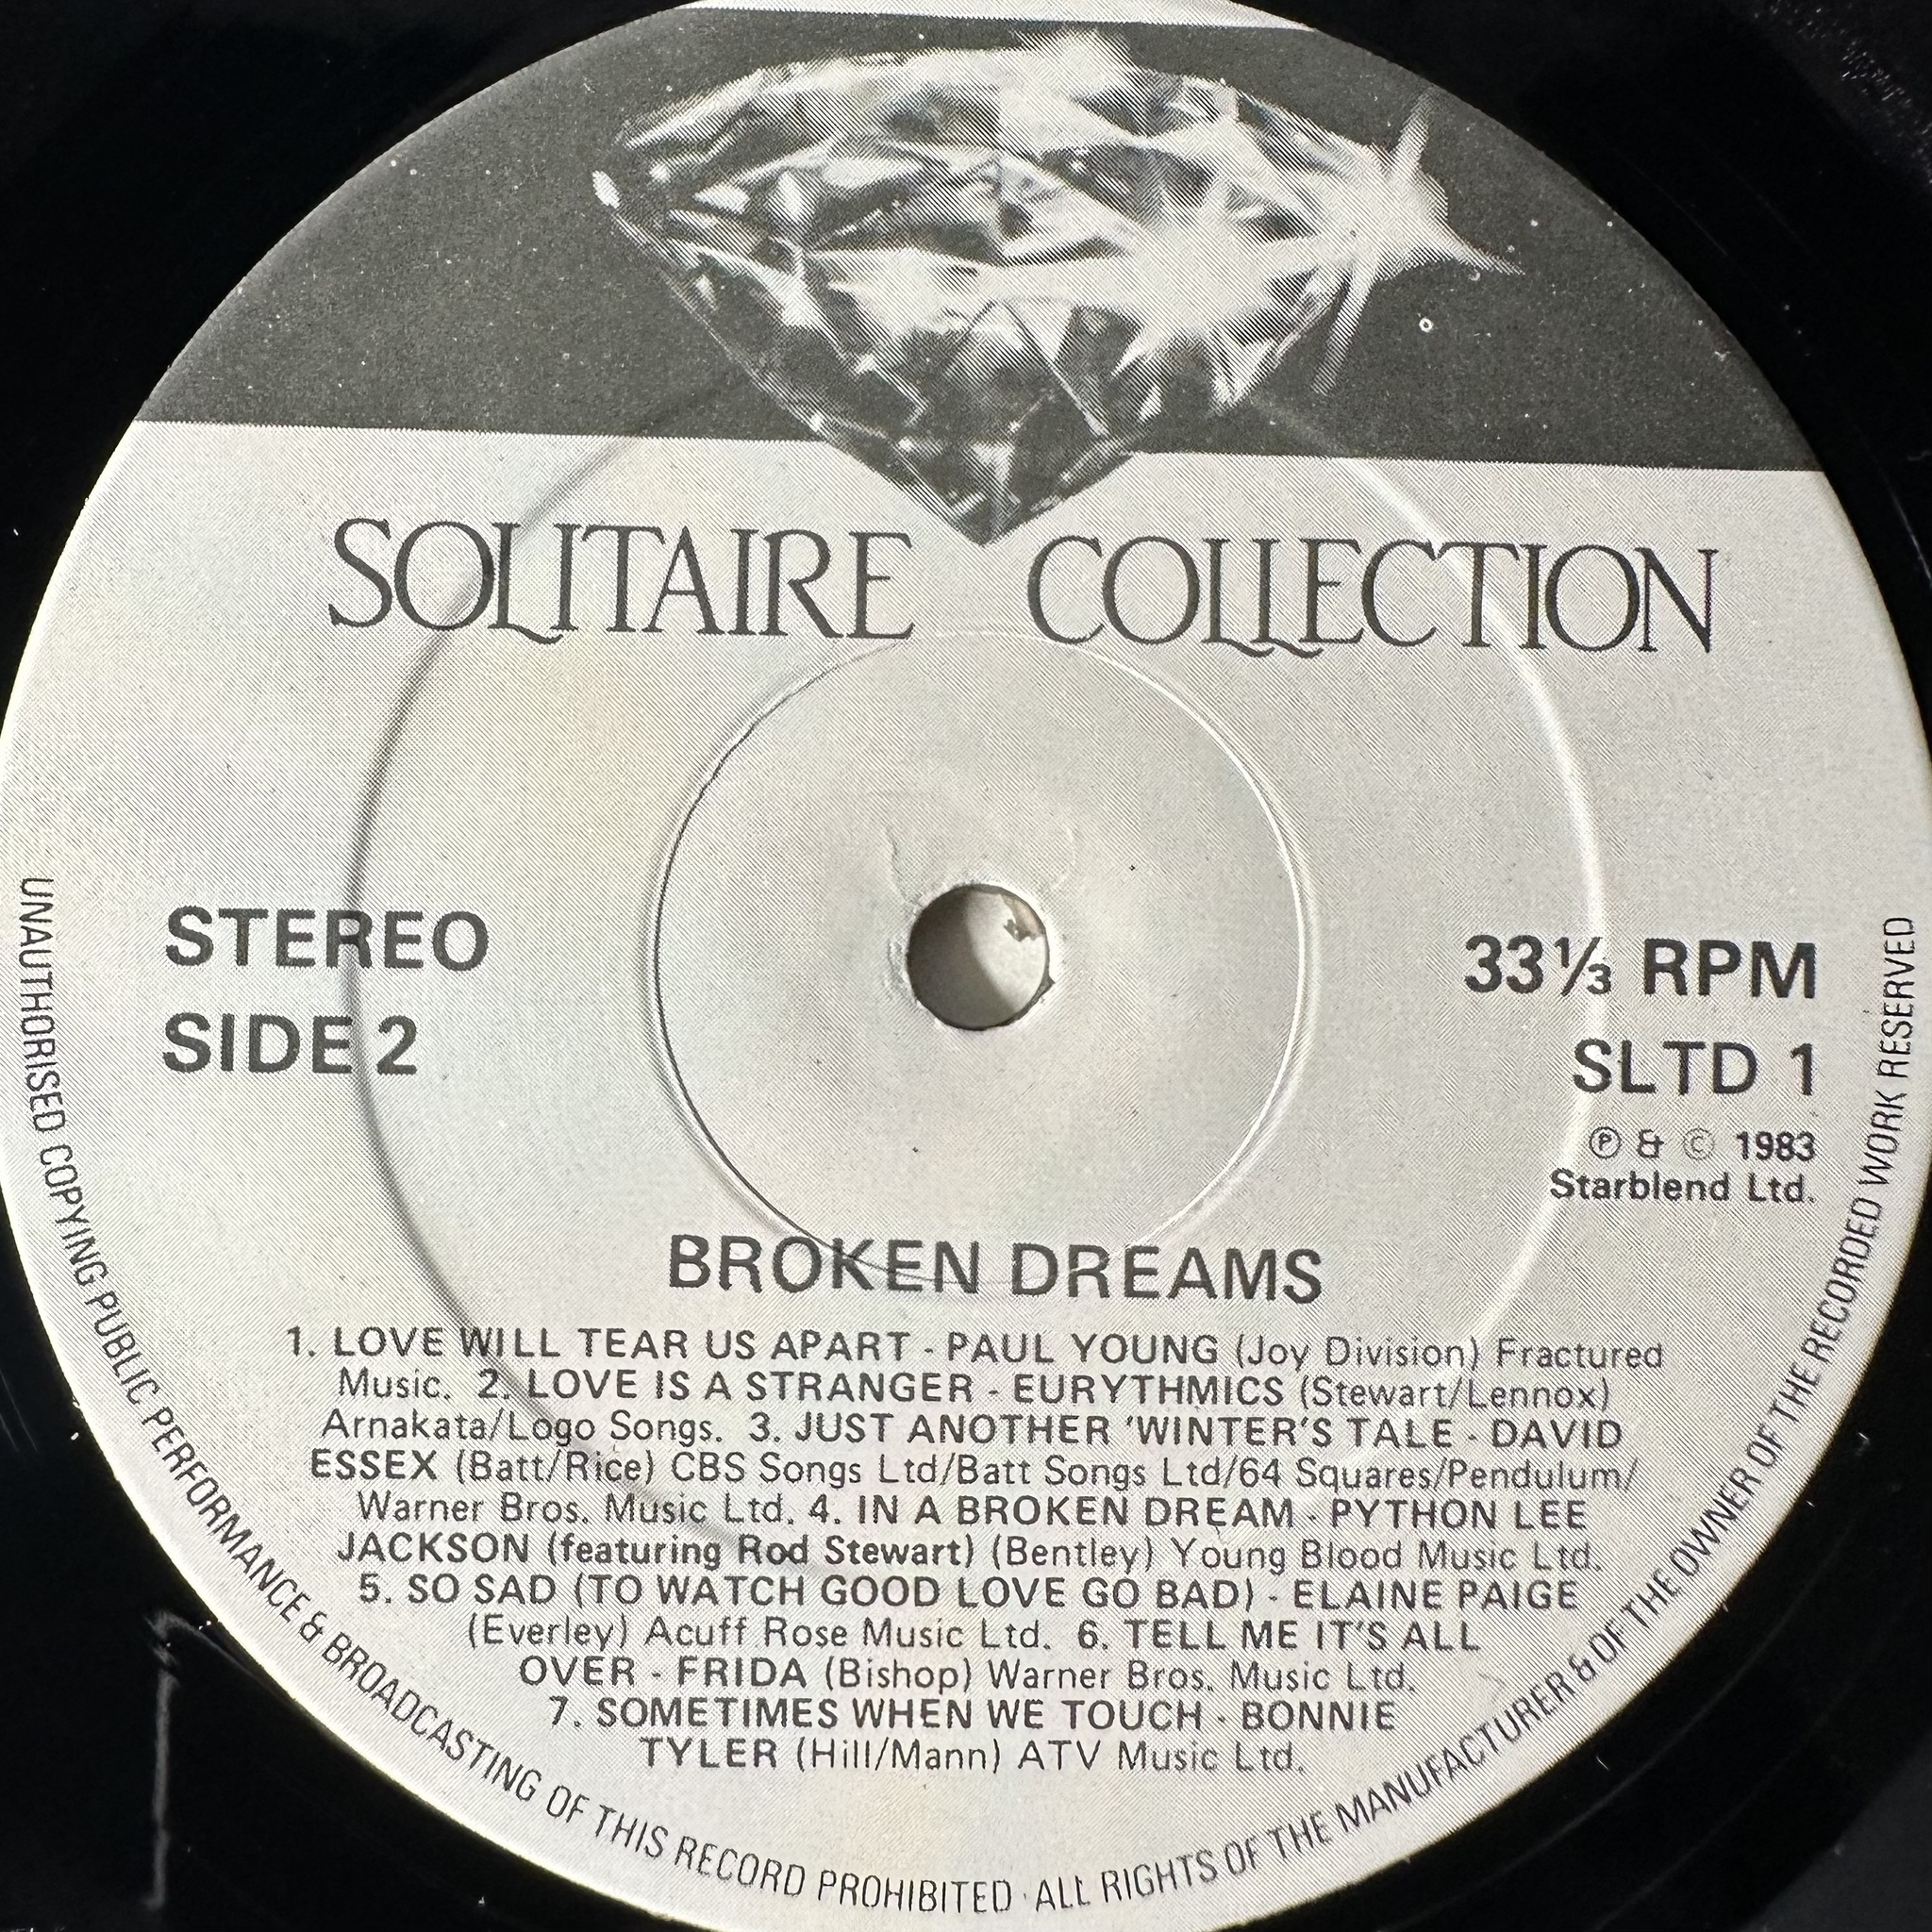 SOLITAIRE COLLECTION
STEREO
SIDE 2
33⅓ RPM
SLTD 1
℗ & © 1983
Starblend Ltd.
BROKEN DREAMS
1. LOVE WILL TEAR US APART - PAUL YOUNG (Joy Division) Fractured
Music. 2. LOVE IS A STRANGER - EURYTHMICS (Stewart/Lennox)
Arnakata/Logo Songs. 3. JUST ANOTHER 'WINTER'S TALE - DAVID
ESSEX (Batt/Rice) CBS Songs Ltd/Batt Songs Ltd/64 Squares/Pendulum/
Warner Bros. Music Ltd. 4. IN A BROKEN DREAM - PYTHON LEE
JACKSON (featuring Rod Stewart) (Bentley) Young Blood Music Ltd.
5. SO SAD (TO WATCH GOOD LOVE GO BAD) - ELAINE PAIGE
(Everley) Acuff Rose Music Ltd. 6. TELL ME IT'S ALL
OVER - FRIDA (Bishop) Warner Bros. Music Ltd.
7. SOMETIMES WHEN WE TOUCH - BONNIE
TYLER (Hill/Mann) ATV Music Ltd.
UNAUTHORISED COPYING PUBLIC PERFORMANCE & BROADCASTING OF THIS RECORD PROHIBITED · ALL RIGHTS OF THE MANUFACTURER & OF THE OWNER OF THE RECORDED WORK RESERVED